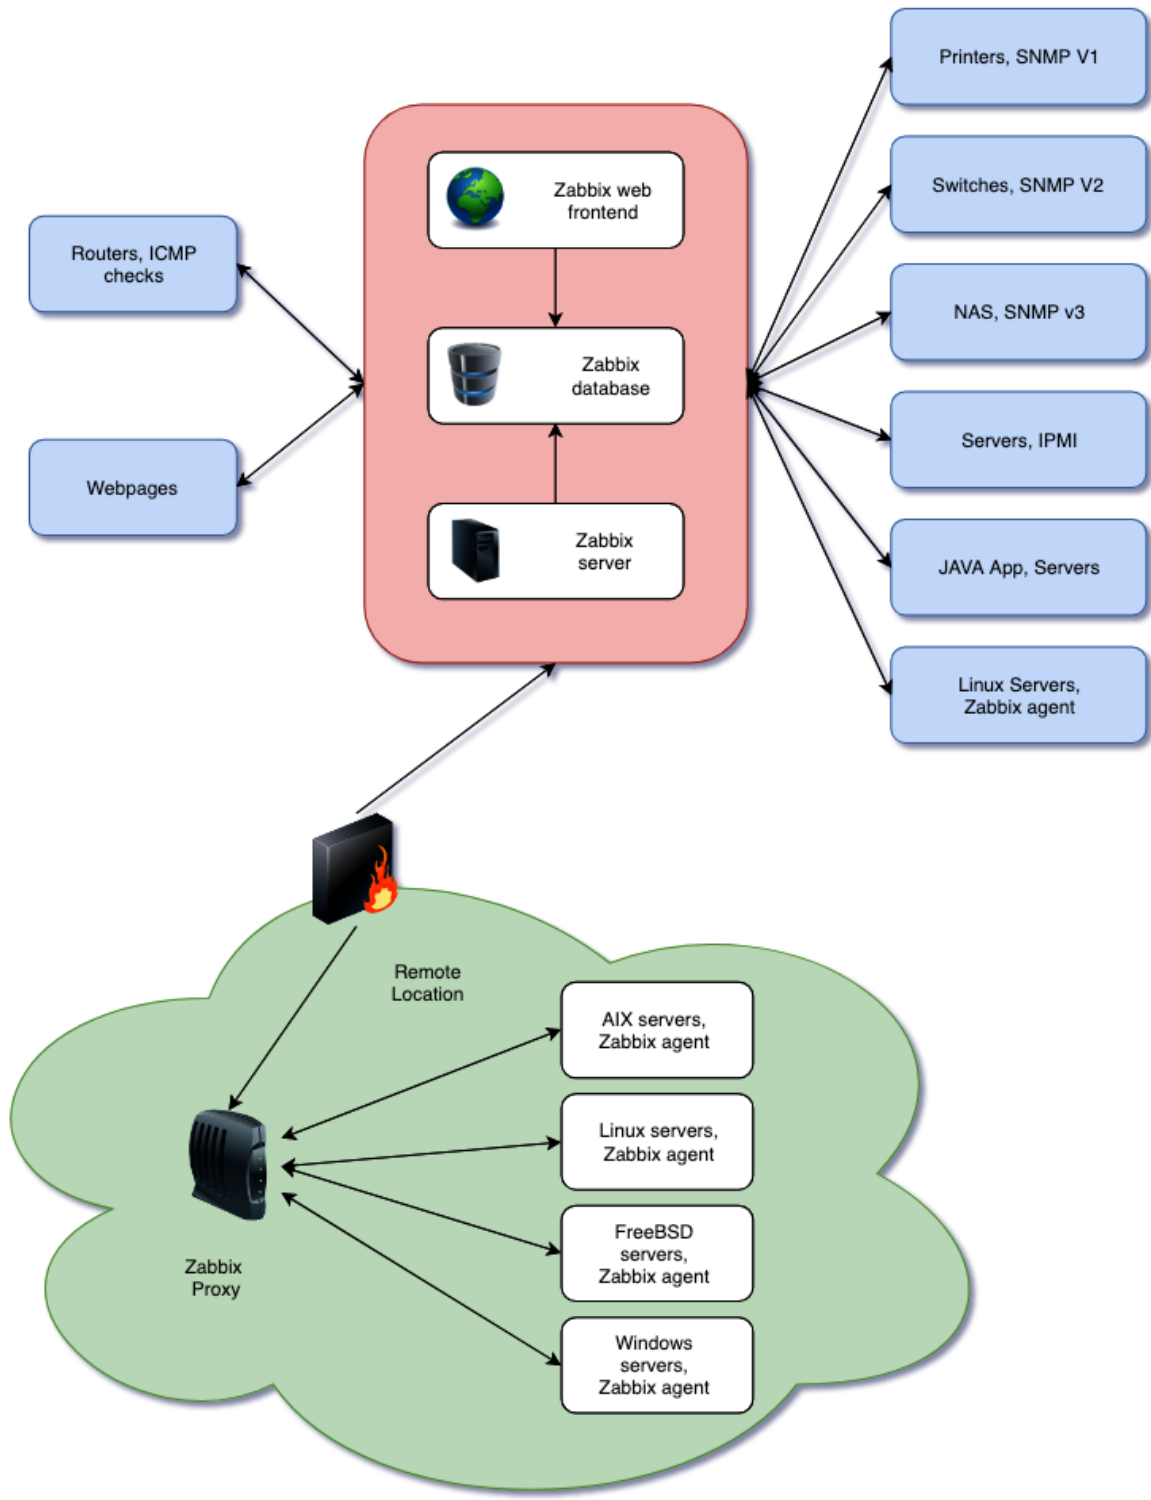 Printers, SNMP V1
Zabbix web
frontend
Switches, SNMP V2
Routers, ICMP
checks
NAS, SNMP v3
Zabbix
database
Servers, IPMI
Webpages
Zabbix
server
JAVA App, Servers
Linux Servers,
Zabbix agent
Remote
Location
AIX servers,
Zabbix agent
Linux servers,
Zabbix agent
FreeBSD
servers,
Zabbix agent
Zabbix
Proxy
Windows
servers,
Zabbix agent